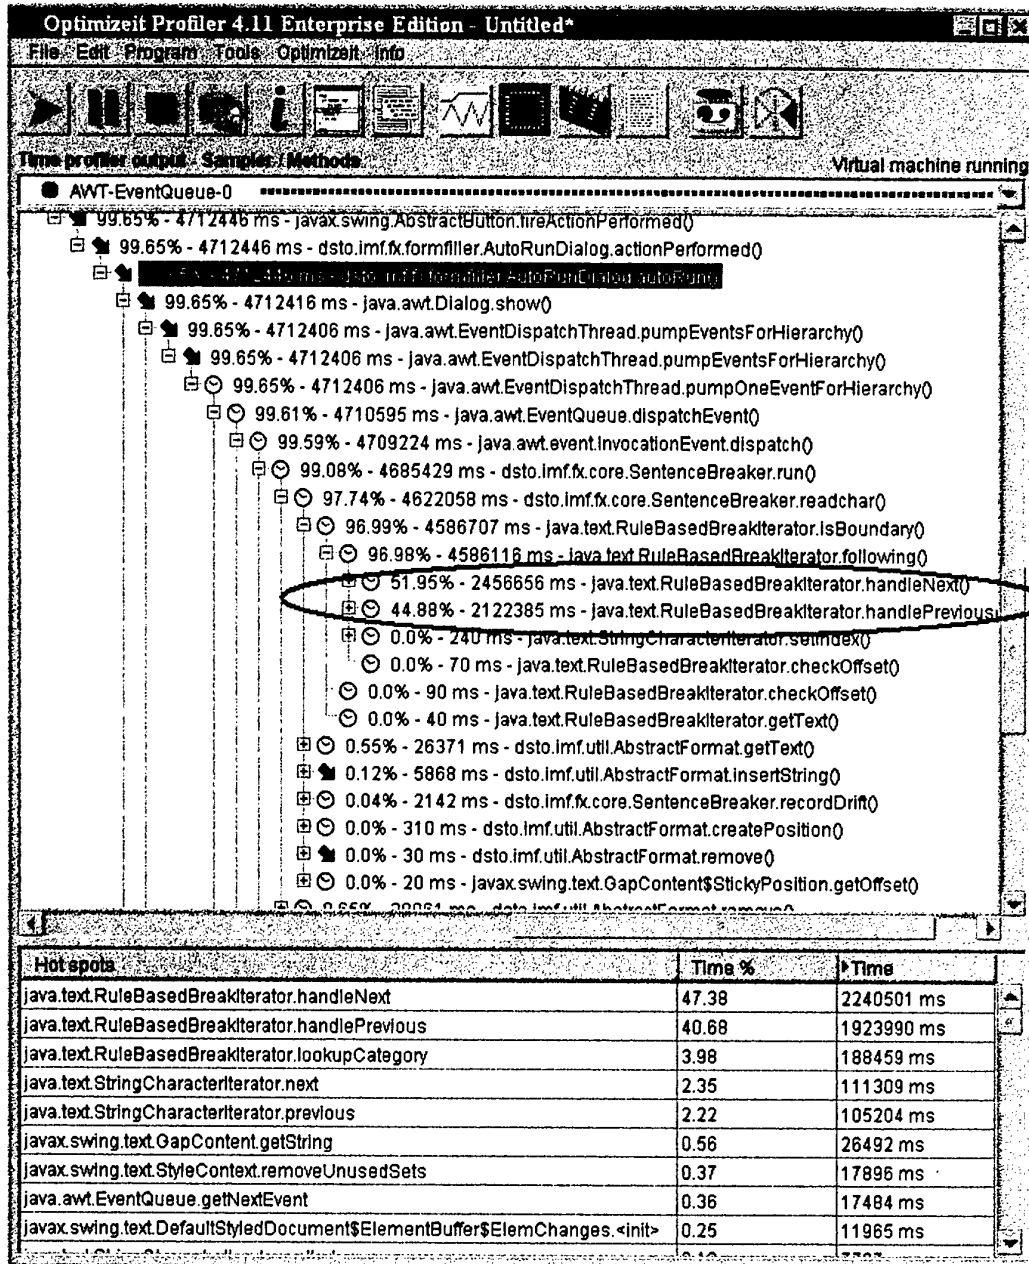 Optimizeit Profiler 4.11 Enterprise Edition - Untitled*
File Edit Program Tools Optimizeit Info
Time profiler output - Sampler / Methods
Virtual machine running
AWT-EventQueue-0
99.65% - 4712446 ms - javax.swing.AbstractButton.fireActionPerformed()
99.65% - 4712446 ms - dsto.imf.fx.formfiller.AutoRunDialog.actionPerformed()
4712446 ms - dsto.imf.fx.formfiller.AutoRunDialog.autoRun()
99.65% - 4712416 ms - java.awt.Dialog.show()
99.65% - 4712406 ms - java.awt.EventDispatchThread.pumpEventsForHierarchy()
99.65% - 4712406 ms - java.awt.EventDispatchThread.pumpEventsForHierarchy()
99.65% - 4712406 ms - java.awt.EventDispatchThread.pumpOneEventForHierarchy()
99.61% - 4710595 ms - java.awt.EventQueue.dispatchEvent()
99.59% - 4709224 ms - java.awt.event.InvocationEvent.dispatch()
99.08% - 4685429 ms - dsto.imf.fx.core.SentenceBreaker.run()
97.74% - 4622058 ms - dsto.imf.fx.core.SentenceBreaker.readchar()
96.99% - 4586707 ms - java.text.RuleBasedBreakIterator.isBoundary()
96.98% - 4586116 ms - java.text.RuleBasedBreakIterator.following()
51.95% - 2456656 ms - java.text.RuleBasedBreakIterator.handleNext()
44.88% - 2122385 ms - java.text.RuleBasedBreakIterator.handlePrevious(
0.0% - 240 ms - java.text.StringCharacterIterator.setIndex()
0.0% - 70 ms - java.text.RuleBasedBreakIterator.checkOffset()
0.0% - 90 ms - java.text.RuleBasedBreakIterator.checkOffset()
0.0% - 40 ms - java.text.RuleBasedBreakIterator.getText()
0.55% - 26371 ms - dsto.imf.util.AbstractFormat.getText()
0.12% - 5868 ms - dsto.imf.util.AbstractFormat.insertString()
0.04% - 2142 ms - dsto.imf.fx.core.SentenceBreaker.recordDrift()
0.0% - 310 ms - dsto.imf.util.AbstractFormat.createPosition()
0.0% - 30 ms - dsto.imf.util.AbstractFormat.remove()
0.0% - 20 ms - javax.swing.text.GapContent$StickyPosition.getOffset()
dsto.imf.util.AbstractFormat.remove()
Hot spots Time % Time
java.text.RuleBasedBreakIterator.handleNext 47.38 2240501 ms
java.text.RuleBasedBreakIterator.handlePrevious 40.68 1923990 ms
java.text.RuleBasedBreakIterator.lookupCategory 3.98 188459 ms
java.text.StringCharacterIterator.next 2.35 111309 ms
java.text.StringCharacterIterator.previous 2.22 105204 ms
javax.swing.text.GapContent.getString 0.56 26492 ms
javax.swing.text.StyleContext.removeUnusedSets 0.37 17896 ms
java.awt.EventQueue.getNextEvent 0.36 17484 ms
javax.swing.text.DefaultStyledDocument$ElementBuffer$ElemChanges.<init> 0.25 11965 ms